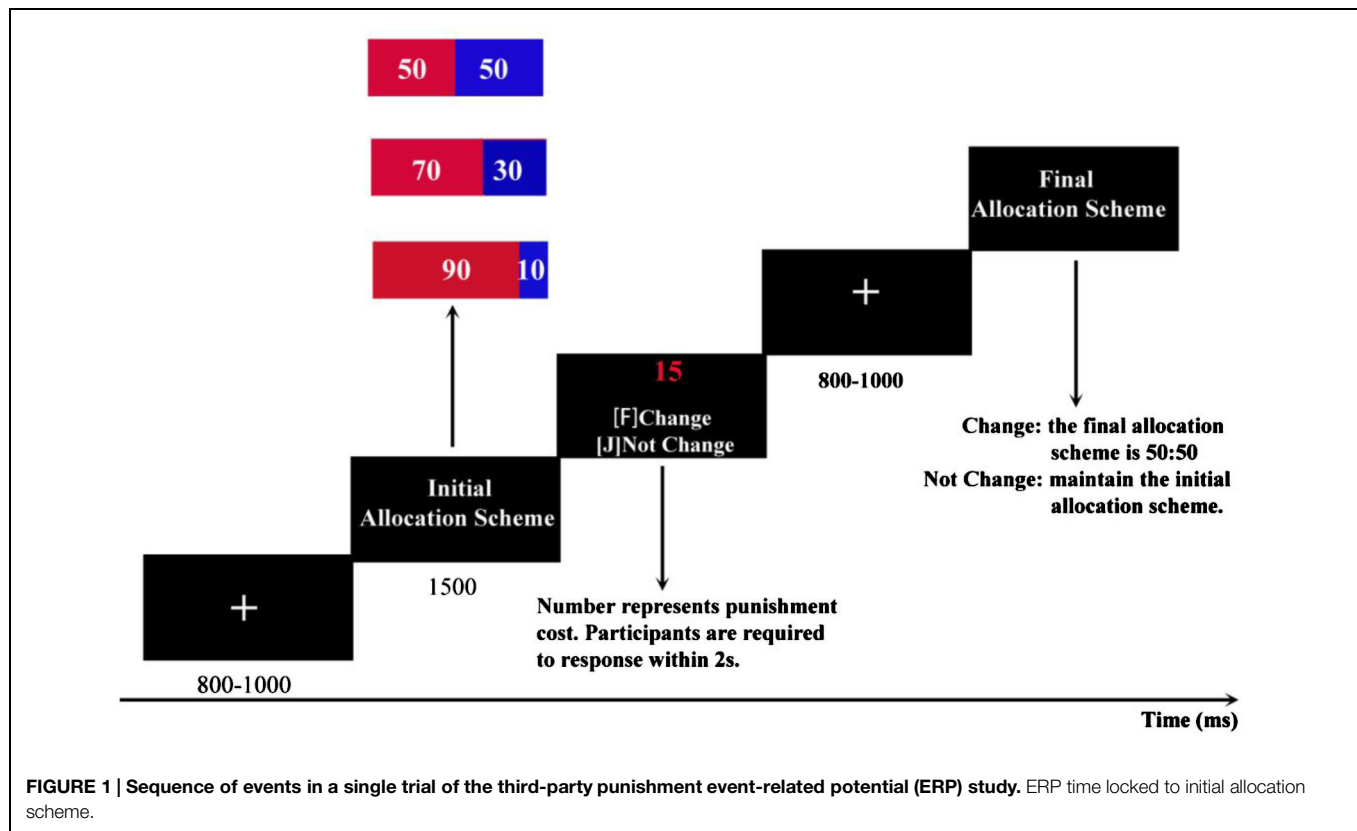 50 50
70 30
90 10
Initial
Allocation Scheme
15
[F]Change
[J]Not Change
Final
Allocation Scheme
800-1000
1500
Number represents punishment
cost. Participants are required
to response within 2s.
800-1000
Change: the final allocation
scheme is 50:50
Not Change: maintain the initial
allocation scheme.
Time (ms)
FIGURE 1 | Sequence of events in a single trial of the third-party punishment event-related potential (ERP) study. ERP time locked to initial allocation
scheme.